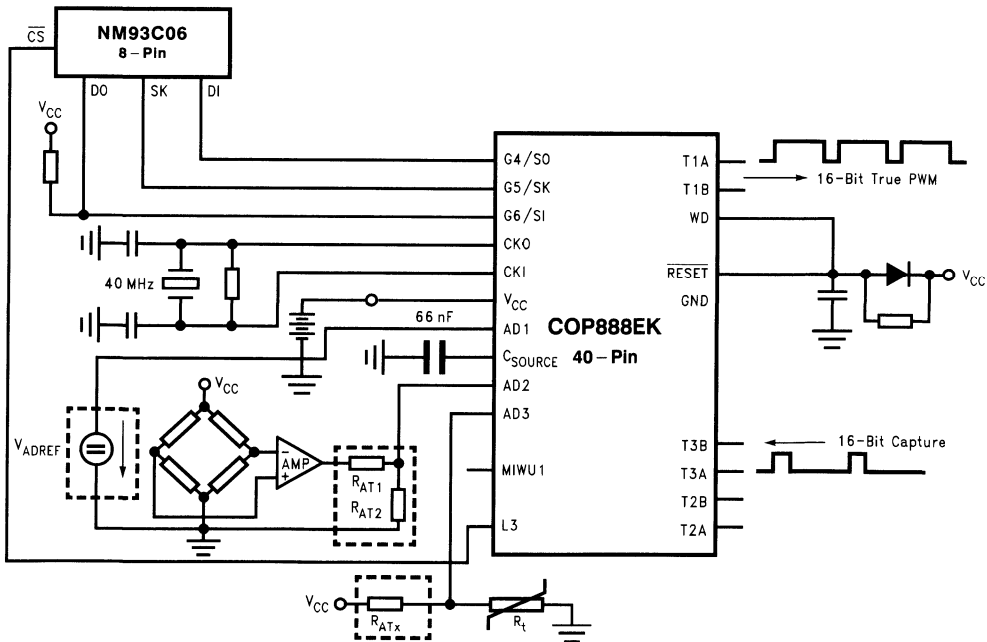 CS
NM93C06
8-Pin
DO
SK
DI
VCC
G4/SO
G5/SK
G6/SI
CKO
CKI
VCC
AD1
CSOURCE
AD2
AD3
MIWU1
L3
COP888EK
40-Pin
T1A
T1B
WD
RESET
GND
T3B
T3A
T2B
T2A
16-Bit True PWM
VCC
16-Bit Capture
40 MHz
66 nF
VCC
VADREF
AMP
-
+
RAT1
RAT2
VCC
RATx
Rt